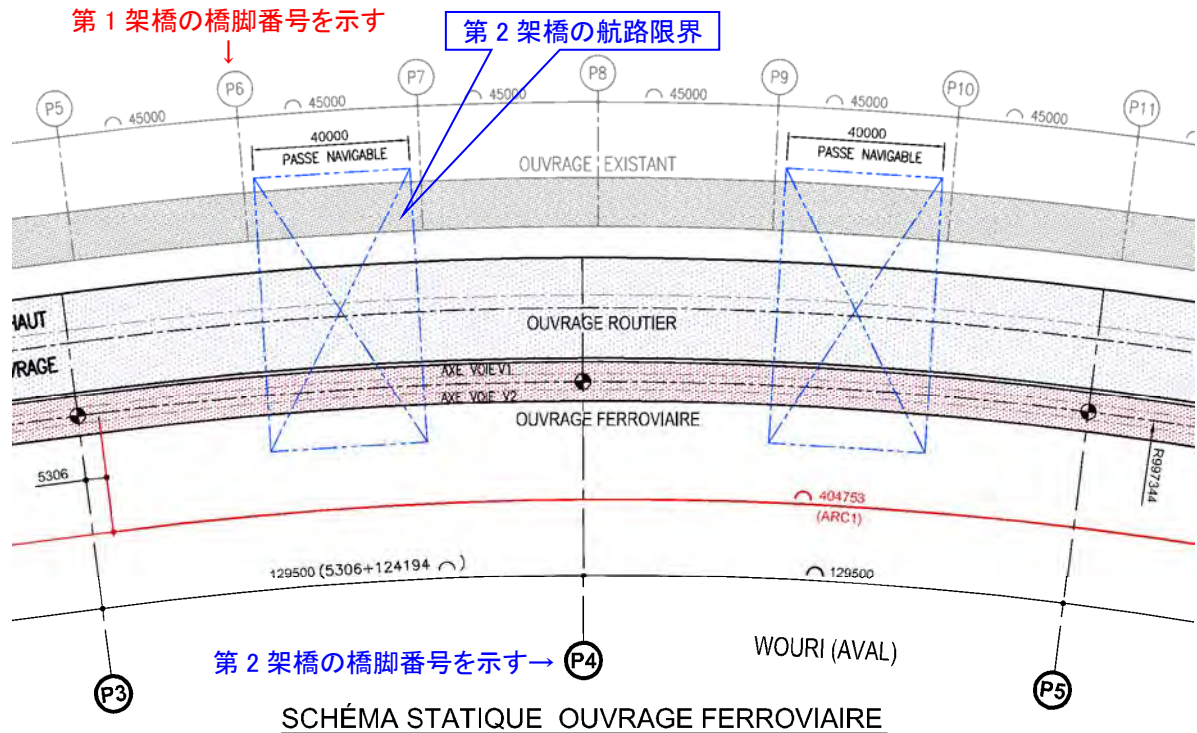 第１架橋の橋脚番号を示す
↓
第２架橋の航路限界
P5
P6
P7
P8
P9
P10
P11
45000
45000
45000
45000
45000
45000
40000
PASSE NAVIGABLE
40000
PASSE NAVIGABLE
OUVRAGE EXISTANT
HAUT
OUVRAGE ROUTIER
VRAGE
AXE VOIE V1
AXE VOIE V2
OUVRAGE FERROVIAIRE
5306
R997344
404753
(ARC1)
129500 (5306+124194 )
129500
WOURI (AVAL)
第２架橋の橋脚番号を示す→
P3
P4
P5
SCHÉMA STATIQUE OUVRAGE FERROVIAIRE